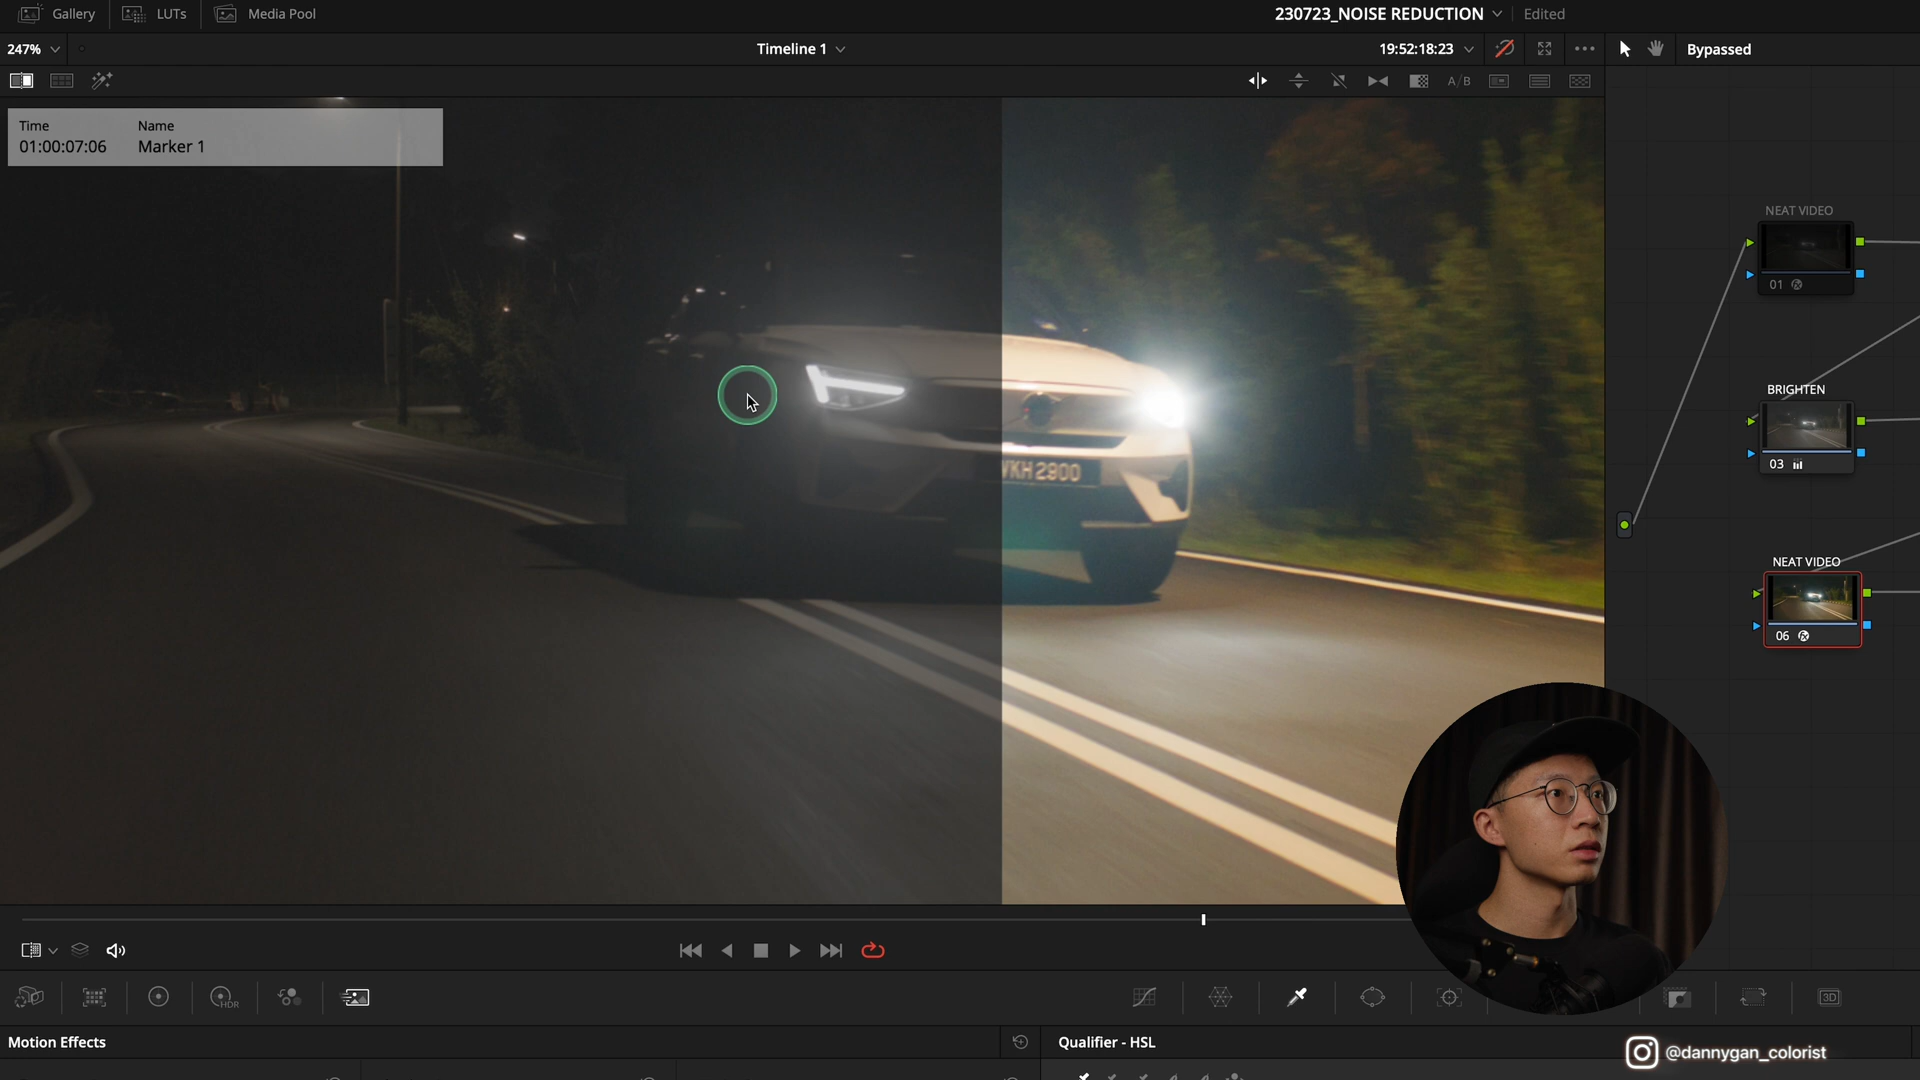 Gallery
LUTs
Media Pool
230723_NOISE REDUCTION
Edited
247%
Timeline 1
19:52:18:23
Bypassed
A/B
Time
Name
01:00:07:06
Marker 1
NEAT VIDEO
01
BRIGHTEN
03
VKH 2900
NEAT VIDEO
06
HDR
3D
Motion Effects
Qualifier - HSL
@dannygan_colorist